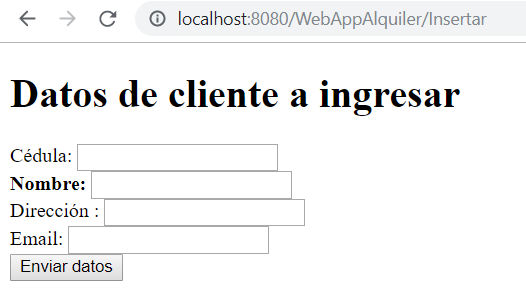 localhost:8080/WebAppAlquiler/Insertar
Datos de cliente a ingresar
Cédula:
Nombre:
Dirección :
Email:
Enviar datos